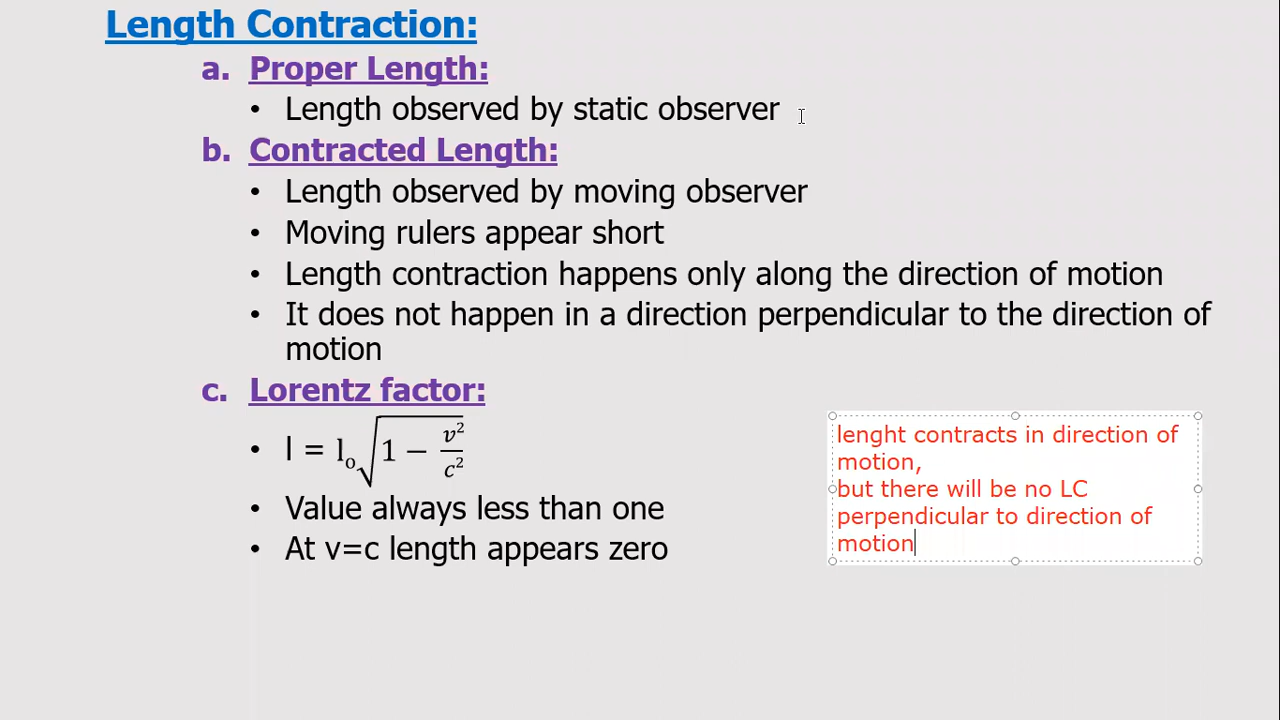 Length Contraction:
a. Proper Length:
• Length observed by static observer
b. Contracted Length:
• Length observed by moving observer
• Moving rulers appear short
• Length contraction happens only along the direction of motion
• It does not happen in a direction perpendicular to the direction of
motion
c. Lorentz factor:
• l = l₀√(1 − v²/c²)
• Value always less than one
• At v=c length appears zero
lenght contracts in direction of
motion,
but there will be no LC
perpendicular to direction of
motion